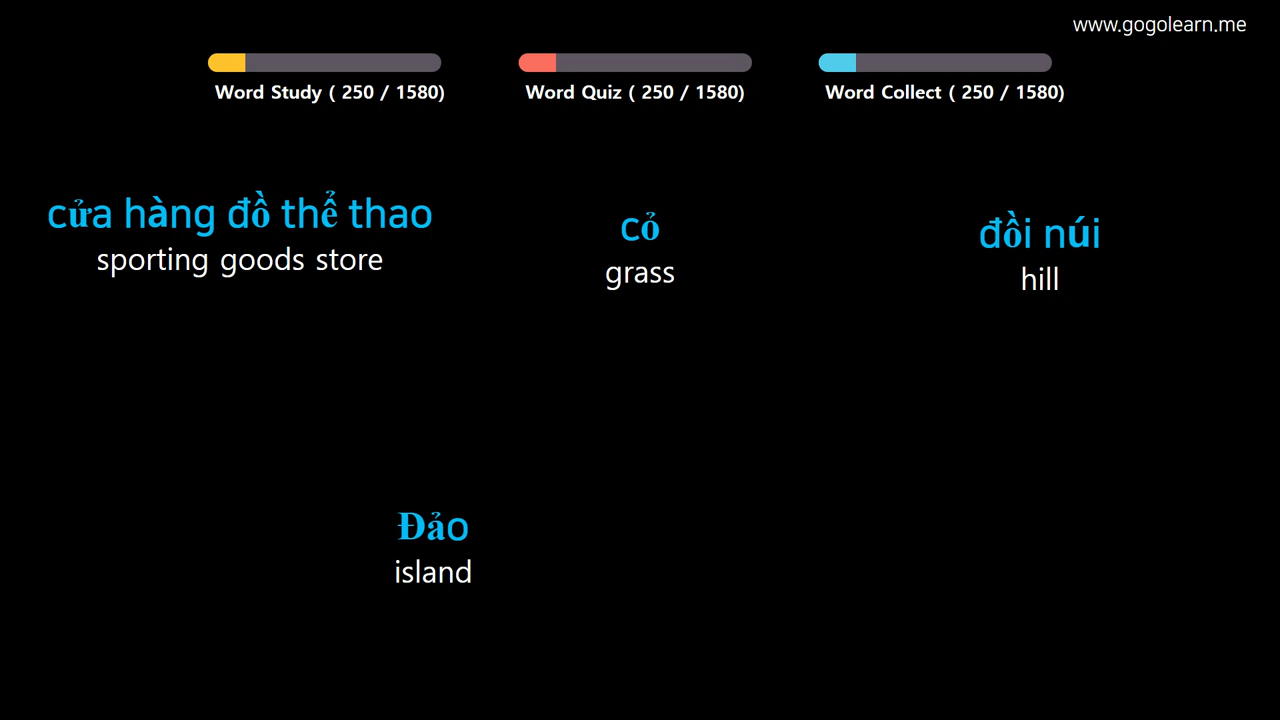 www.gogolearn.me
Word Study ( 250 / 1580)
Word Quiz ( 250 / 1580)
Word Collect ( 250 / 1580)
cửa hàng đồ thể thao
sporting goods store
cỏ
grass
đồi núi
hill
Đảo
island